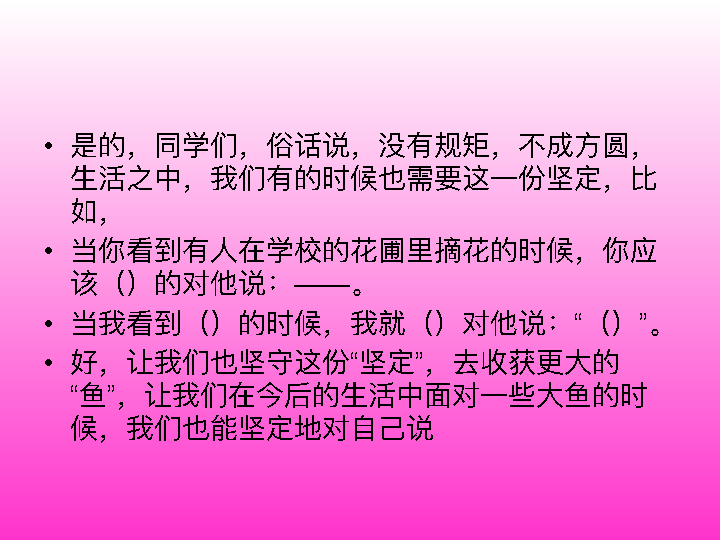 • 是的，同学们，俗话说，没有规矩，不成方圆，
生活之中，我们有的时候也需要这一份坚定，比
如，
• 当你看到有人在学校的花圃里摘花的时候，你应
该（）的对他说：——。
• 当我看到（）的时候，我就（）对他说：“（）”。
• 好，让我们也坚守这份“坚定”，去收获更大的
“鱼”，让我们在今后的生活中面对一些大鱼的时
候，我们也能坚定地对自己说